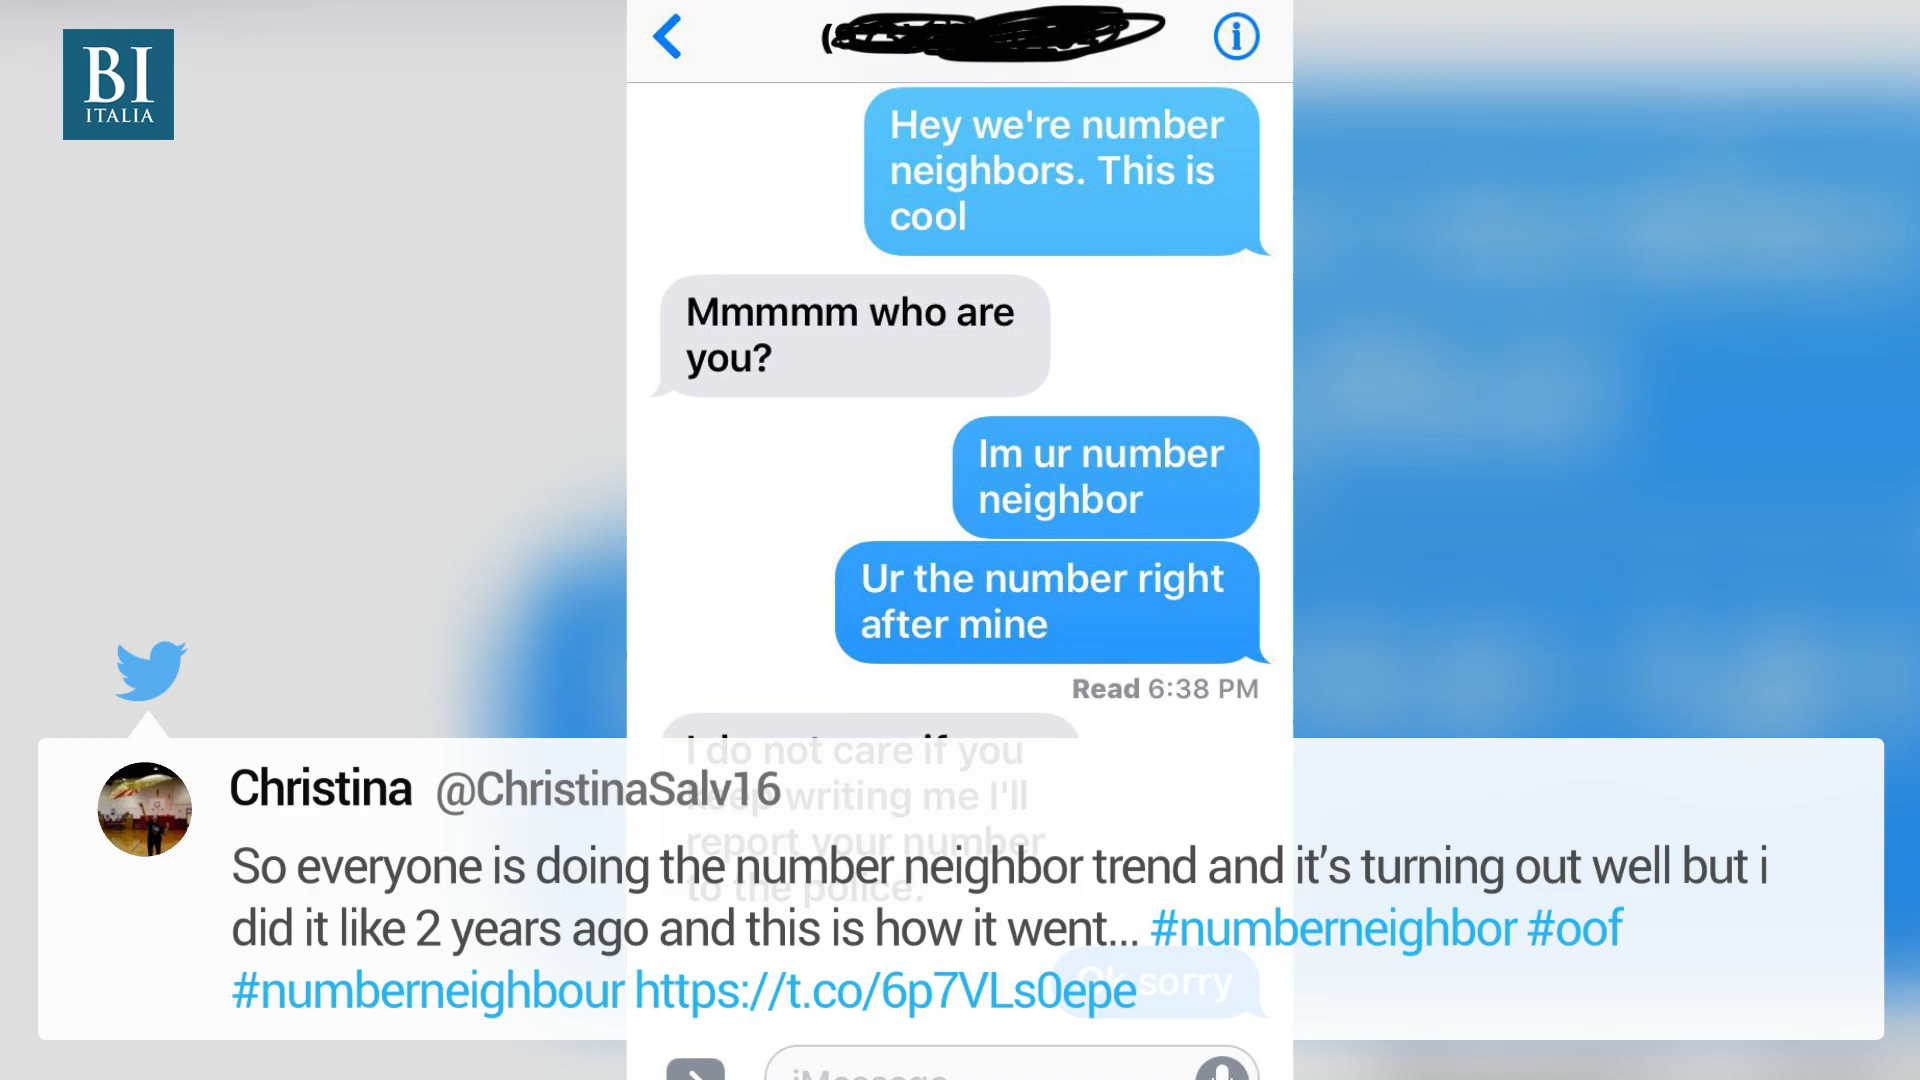 BI
ITALIA
Hey we're number
neighbors. This is
cool
Mmmmm who are
you?
Im ur number
neighbor
Ur the number right
after mine
Read 6:38 PM
I do not care if you
keep writing me I'll
report your number
to the police.
Ok sorry
iMessage
Christina @ChristinaSalv16
So everyone is doing the number neighbor trend and it’s turning out well but i
did it like 2 years ago and this is how it went... #numberneighbor #oof
#numberneighbour https://t.co/6p7VLs0epe